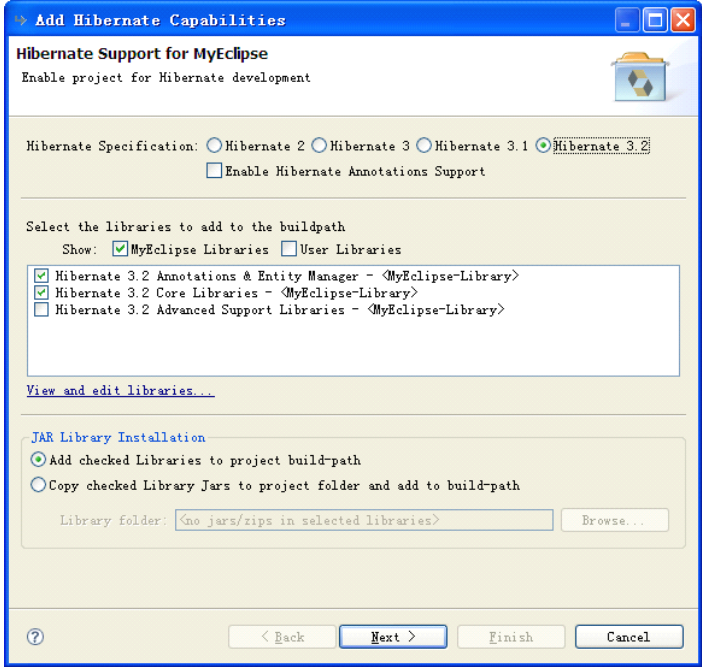 Add Hibernate Capabilities
Hibernate Support for MyEclipse
Enable project for Hibernate development
Hibernate Specification: Hibernate 2 Hibernate 3 Hibernate 3.1 Hibernate 3.2
Enable Hibernate Annotations Support
Select the libraries to add to the buildpath
Show: MyEclipse Libraries User Libraries
Hibernate 3.2 Annotations & Entity Manager - <MyEclipse-Library>
Hibernate 3.2 Core Libraries - <MyEclipse-Library>
Hibernate 3.2 Advanced Support Libraries - <MyEclipse-Library>
View and edit libraries...
JAR Library Installation
Add checked Libraries to project build-path
Copy checked Library Jars to project folder and add to build-path
Library folder: <no jars/zips in selected libraries> Browse...
? < Back Next > Finish Cancel